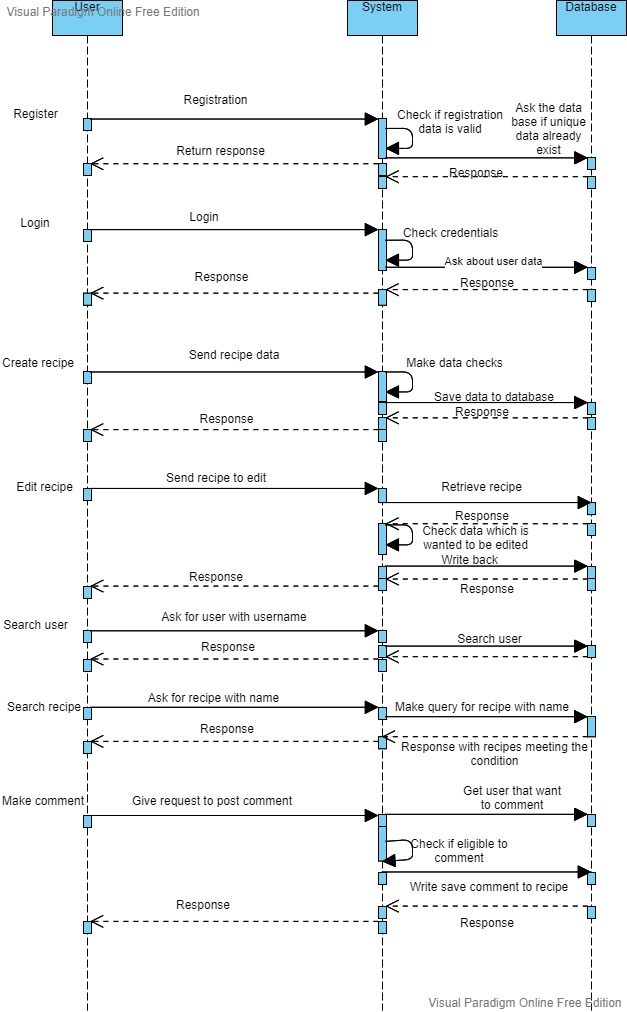 User
System
Database
Visual Paradigm Online Free Edition
Register
Registration
Check if registration
data is valid
Ask the data
base if unique
data already
exist
Return response
Response
Login
Login
Check credentials
Ask about user data
Response
Response
Create recipe
Send recipe data
Make data checks
Save data to database
Response
Response
Edit recipe
Send recipe to edit
Retrieve recipe
Response
Check data which is
wanted to be edited
Write back
Response
Response
Search user
Ask for user with username
Search user
Response
Search recipe
Ask for recipe with name
Make query for recipe with name
Response
Response with recipes meeting the
condition
Make comment
Give request to post comment
Get user that want
to comment
Check if eligible to
comment
Write save comment to recipe
Response
Response
Visual Paradigm Online Free Edition